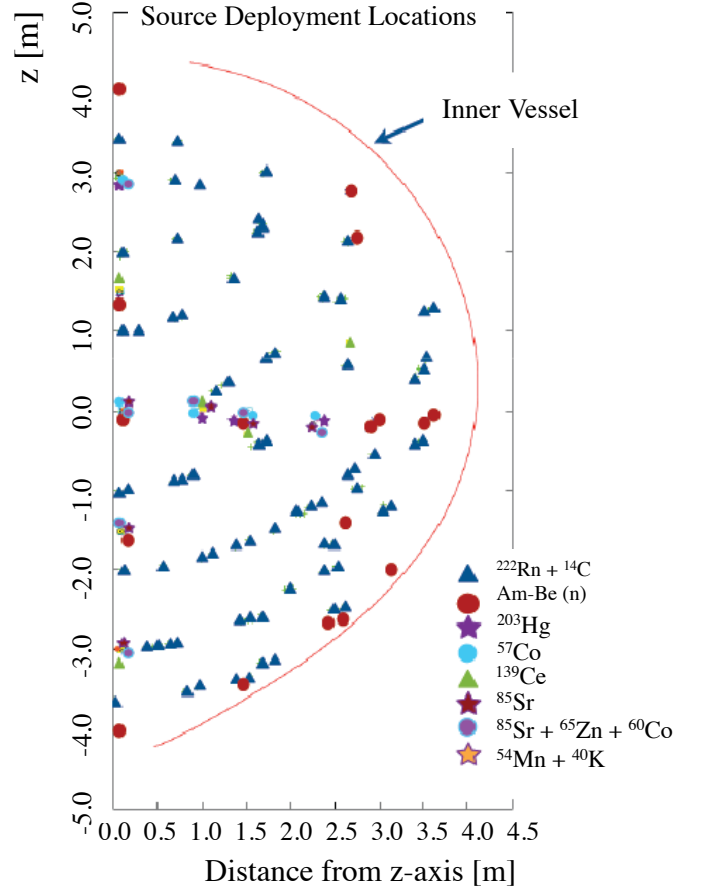 Source Deployment Locations
z [m]
5.0
4.0
3.0
2.0
1.0
0.0
-1.0
-2.0
-3.0
-4.0
-5.0
Inner Vessel
²²²Rn + ¹⁴C
Am-Be (n)
²⁰³Hg
⁵⁷Co
¹³⁹Ce
⁸⁵Sr
⁸⁵Sr + ⁶⁵Zn + ⁶⁰Co
⁵⁴Mn + ⁴⁰K
0.0 0.5 1.0 1.5 2.0 2.5 3.0 3.5 4.0 4.5
Distance from z-axis [m]